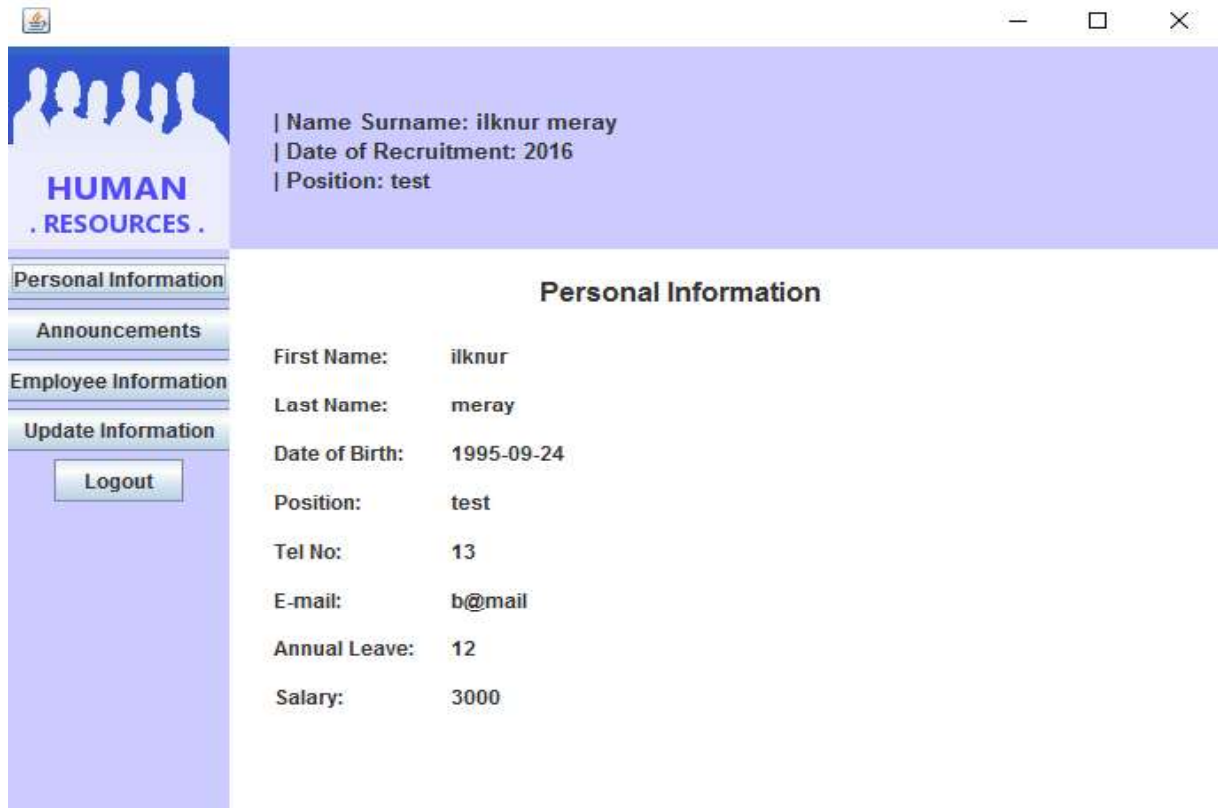 HUMAN
. RESOURCES .
| Name Surname: ilknur meray
| Date of Recruitment: 2016
| Position: test
Personal Information
Announcements
Employee Information
Update Information
Logout
Personal Information
First Name: ilknur
Last Name: meray
Date of Birth: 1995-09-24
Position: test
Tel No: 13
E-mail: b@mail
Annual Leave: 12
Salary: 3000